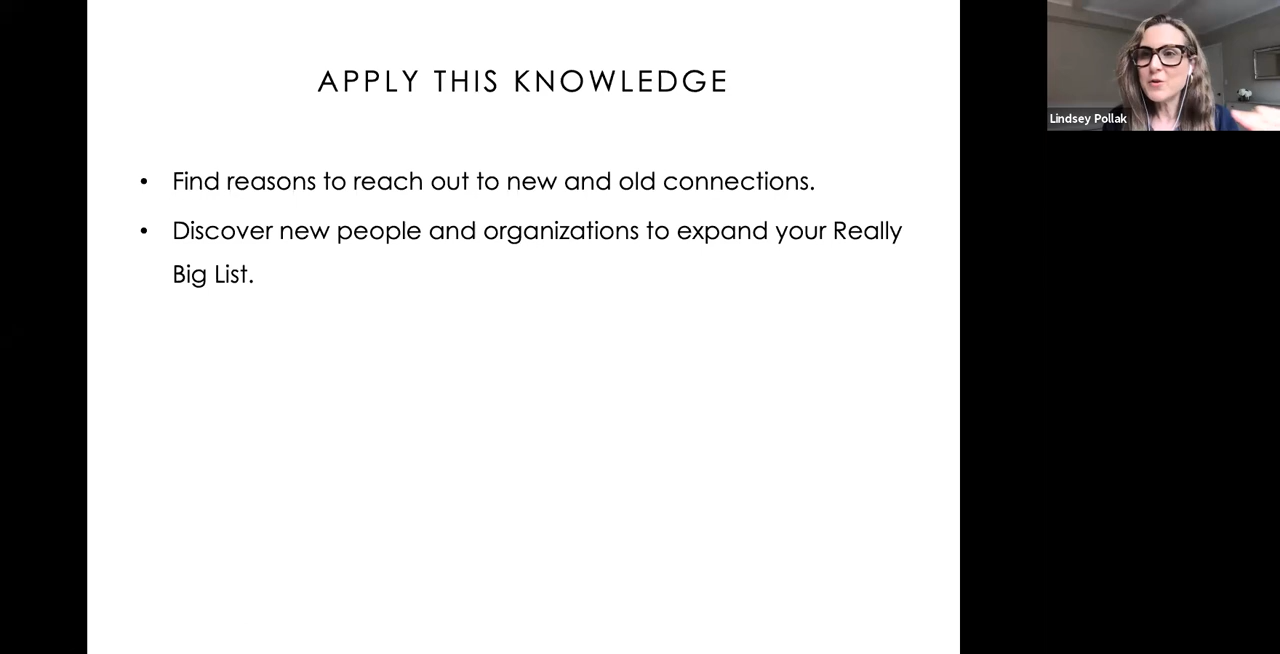 APPLY THIS KNOWLEDGE
Lindsey Pollak
• Find reasons to reach out to new and old connections.
• Discover new people and organizations to expand your Really
Big List.